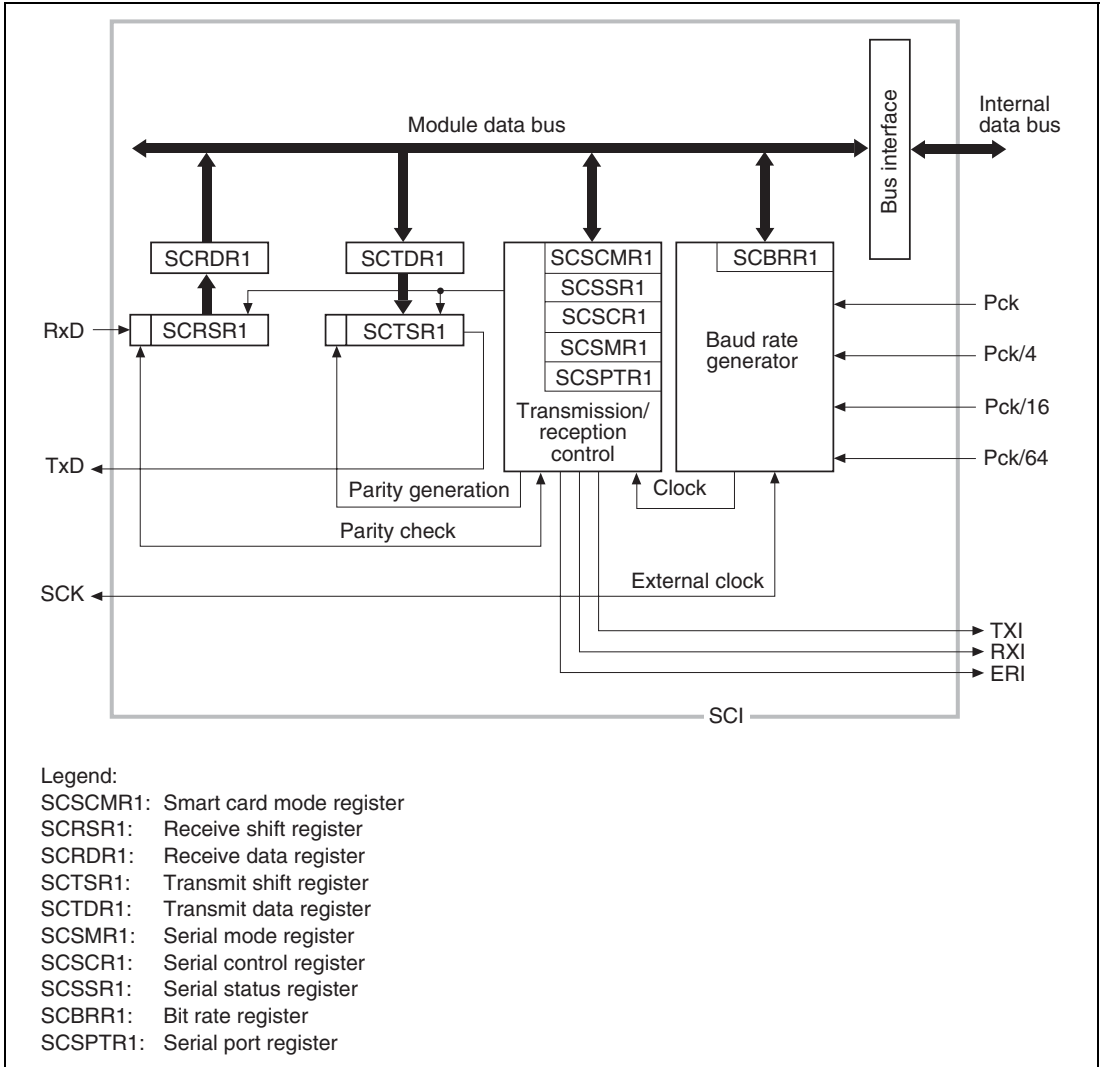 Module data bus
Bus interface
Internal
data bus
SCRDR1
SCTDR1
SCSCMR1
SCBRR1
SCSSR1
SCSCR1
SCSMR1
SCSPTR1
RxD
SCRSR1
SCTSR1
Transmission/
reception
control
Baud rate
generator
Pck
Pck/4
Pck/16
Pck/64
TxD
Parity generation
Clock
Parity check
SCK
External clock
TXI
RXI
ERI
SCI
Legend:
SCSCMR1: Smart card mode register
SCRSR1: Receive shift register
SCRDR1: Receive data register
SCTSR1: Transmit shift register
SCTDR1: Transmit data register
SCSMR1: Serial mode register
SCSCR1: Serial control register
SCSSR1: Serial status register
SCBRR1: Bit rate register
SCSPTR1: Serial port register